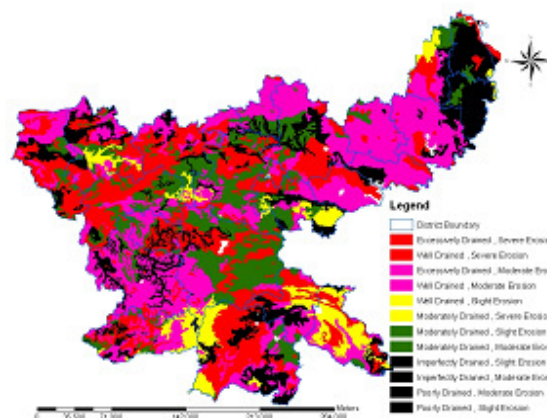 Legend
District Boundary
Excessively Drained , Severe Erosion
Well Drained , Severe Erosion
Excessively Drained , Moderate Erosion
Well Drained , Moderate Erosion
Well Drained , Slight Erosion
Moderately Drained , Severe Erosion
Moderately Drained , Slight Erosion
Moderately Drained , Moderate Erosion
Imperfectly Drained , Slight Erosion
Imperfectly Drained , Moderate Erosion
Poorly Drained , Moderate Erosion
Poorly Drained , Slight Erosion
Meters
0